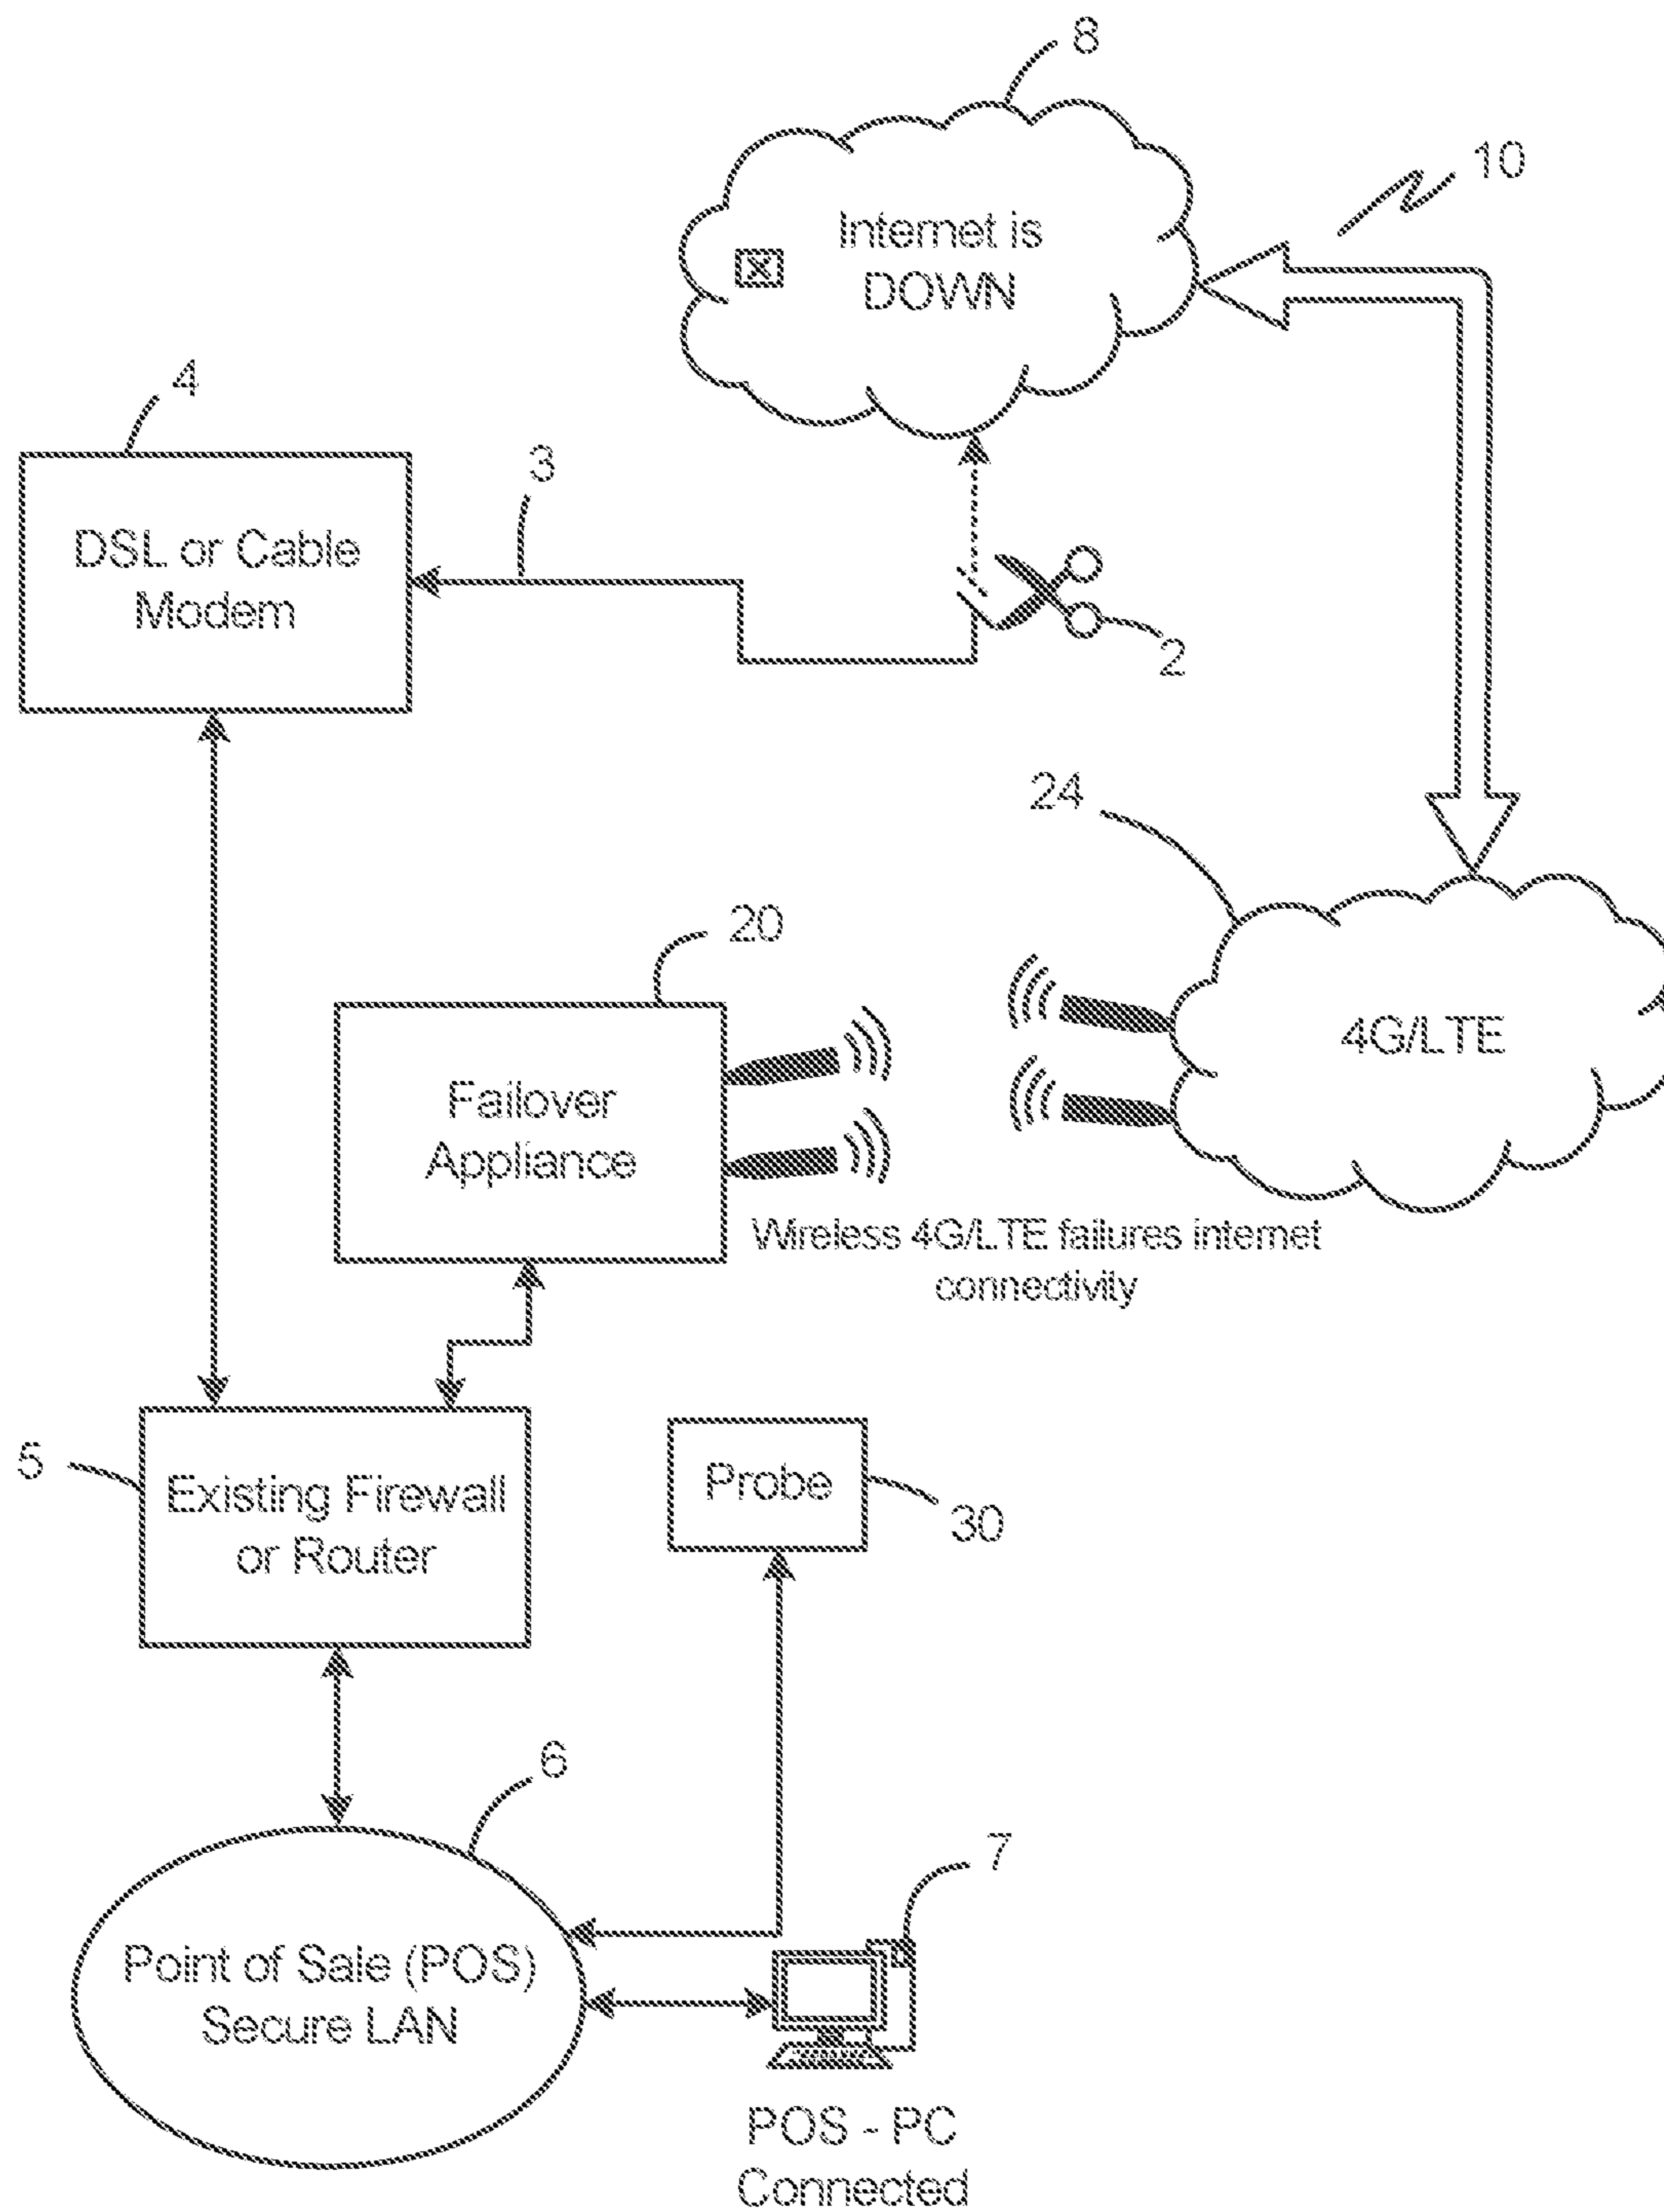 8
10
Internet is
DOWN
4
3
DSL or Cable
Modem
2
24
20
4G/LTE
Failover
Appliance
Wireless 4G/LTE failures internet
connectivity
5
Existing Firewall
or Router
Probe
30
6
7
Point of Sale (POS)
Secure LAN
POS - PC
Connected